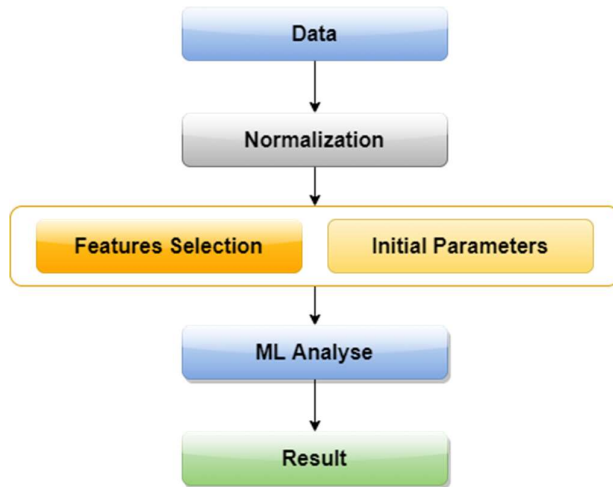 Data
Normalization
Features Selection
Initial Parameters
ML Analyse
Result